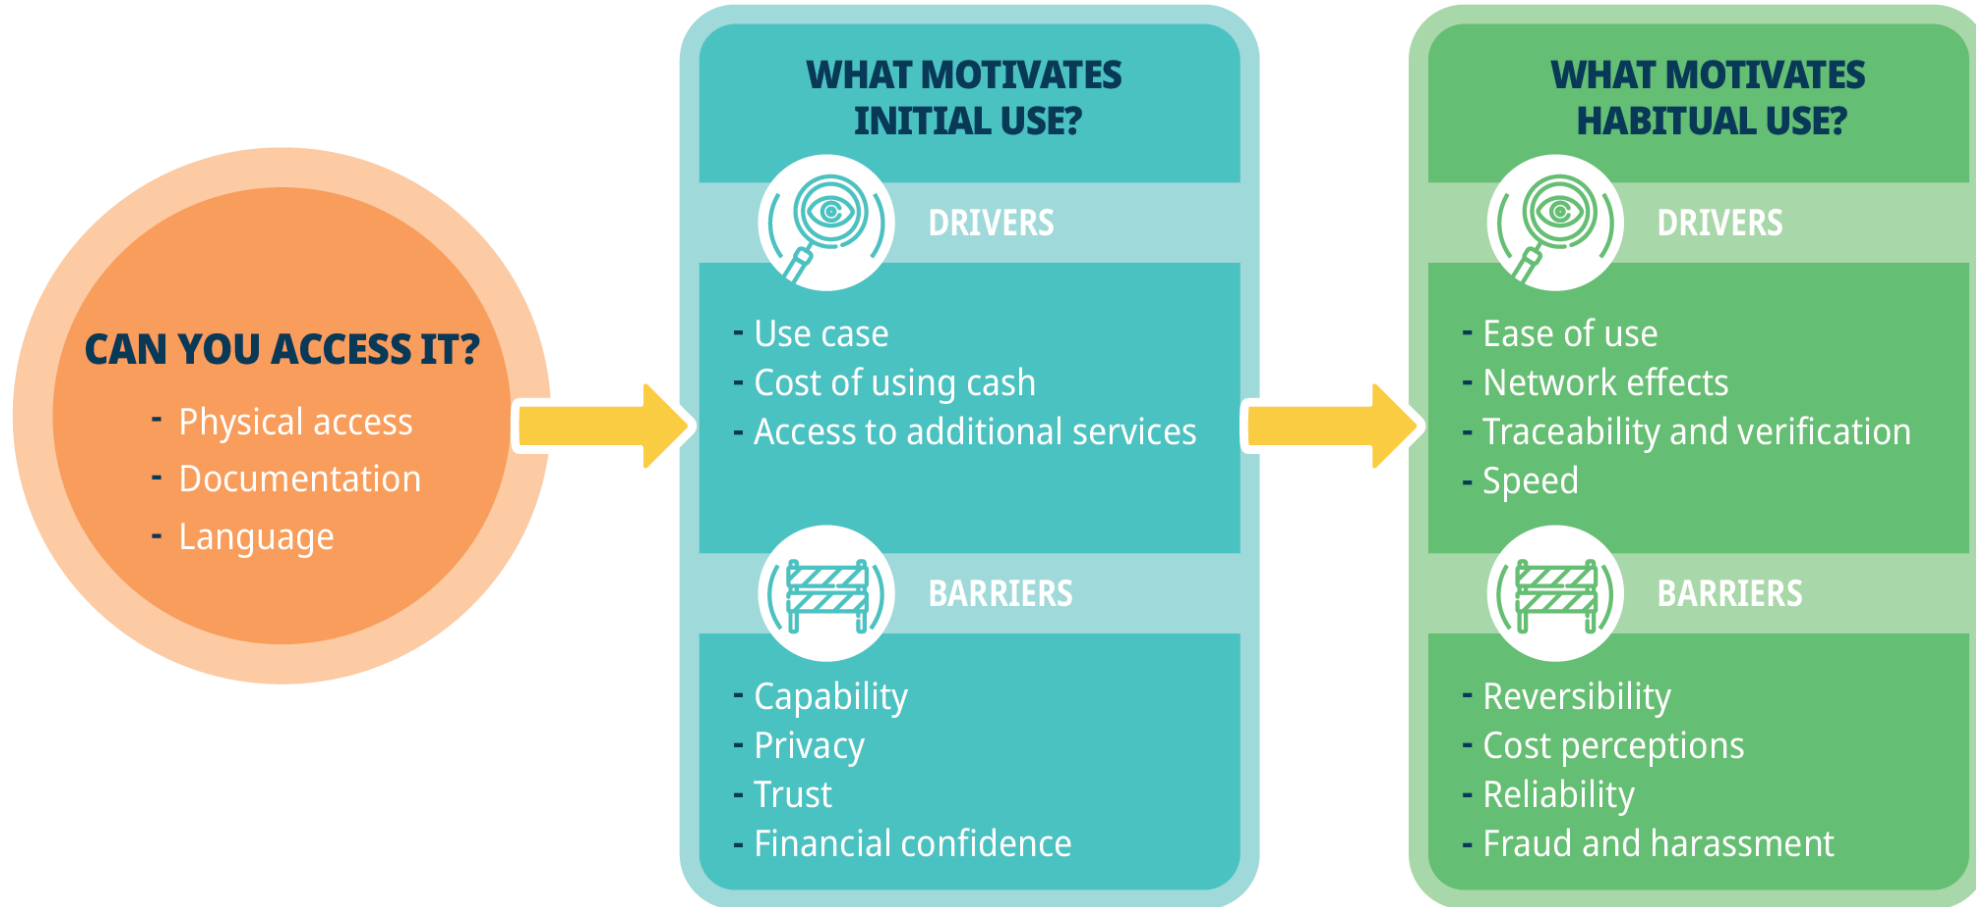 CAN YOU ACCESS IT?
- Physical access
- Documentation
- Language
WHAT MOTIVATES
INITIAL USE?
DRIVERS
- Use case
- Cost of using cash
- Access to additional services
BARRIERS
- Capability
- Privacy
- Trust
- Financial confidence
WHAT MOTIVATES
HABITUAL USE?
DRIVERS
- Ease of use
- Network effects
- Traceability and verification
- Speed
BARRIERS
- Reversibility
- Cost perceptions
- Reliability
- Fraud and harassment